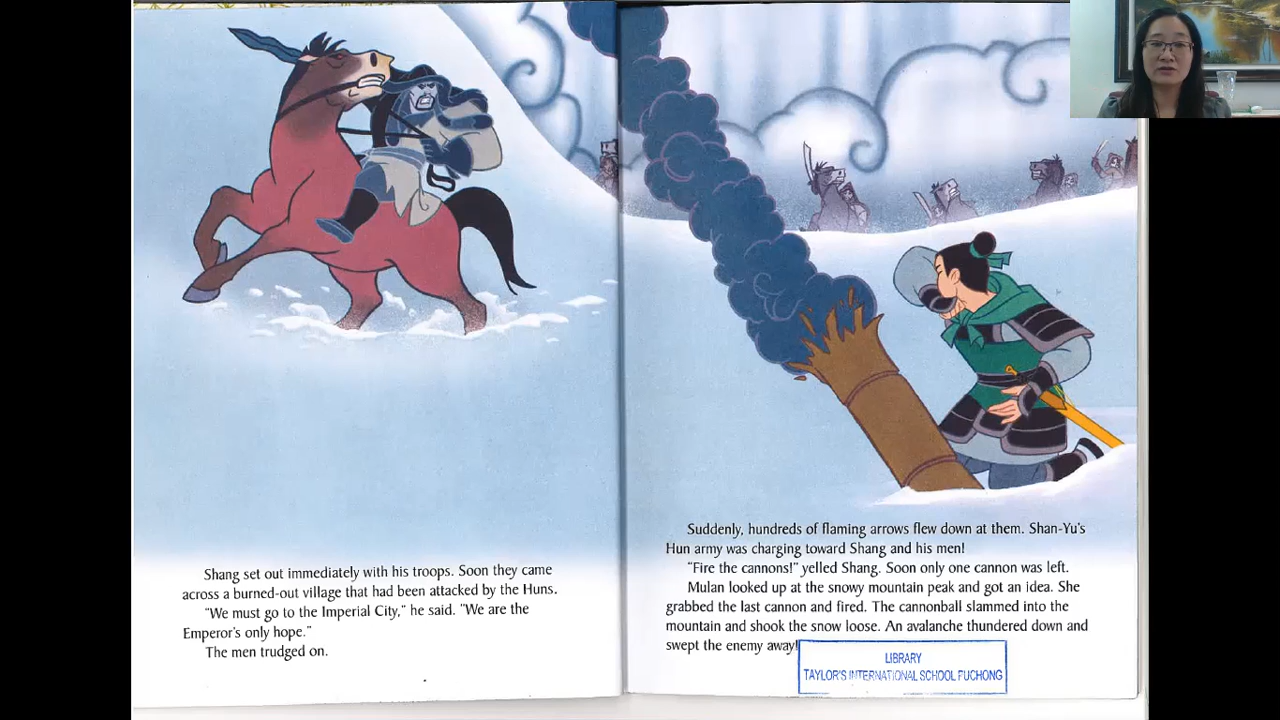 Shang set out immediately with his troops. Soon they came
across a burned-out village that had been attacked by the Huns.
"We must go to the Imperial City," he said. "We are the
Emperor's only hope."
The men trudged on.
Suddenly, hundreds of flaming arrows flew down at them. Shan-Yu's
Hun army was charging toward Shang and his men!
"Fire the cannons!" yelled Shang. Soon only one cannon was left.
Mulan looked up at the snowy mountain peak and got an idea. She
grabbed the last cannon and fired. The cannonball slammed into the
mountain and shook the snow loose. An avalanche thundered down and
swept the enemy away!
LIBRARY
TAYLOR'S INTERNATIONAL SCHOOL PUCHONG